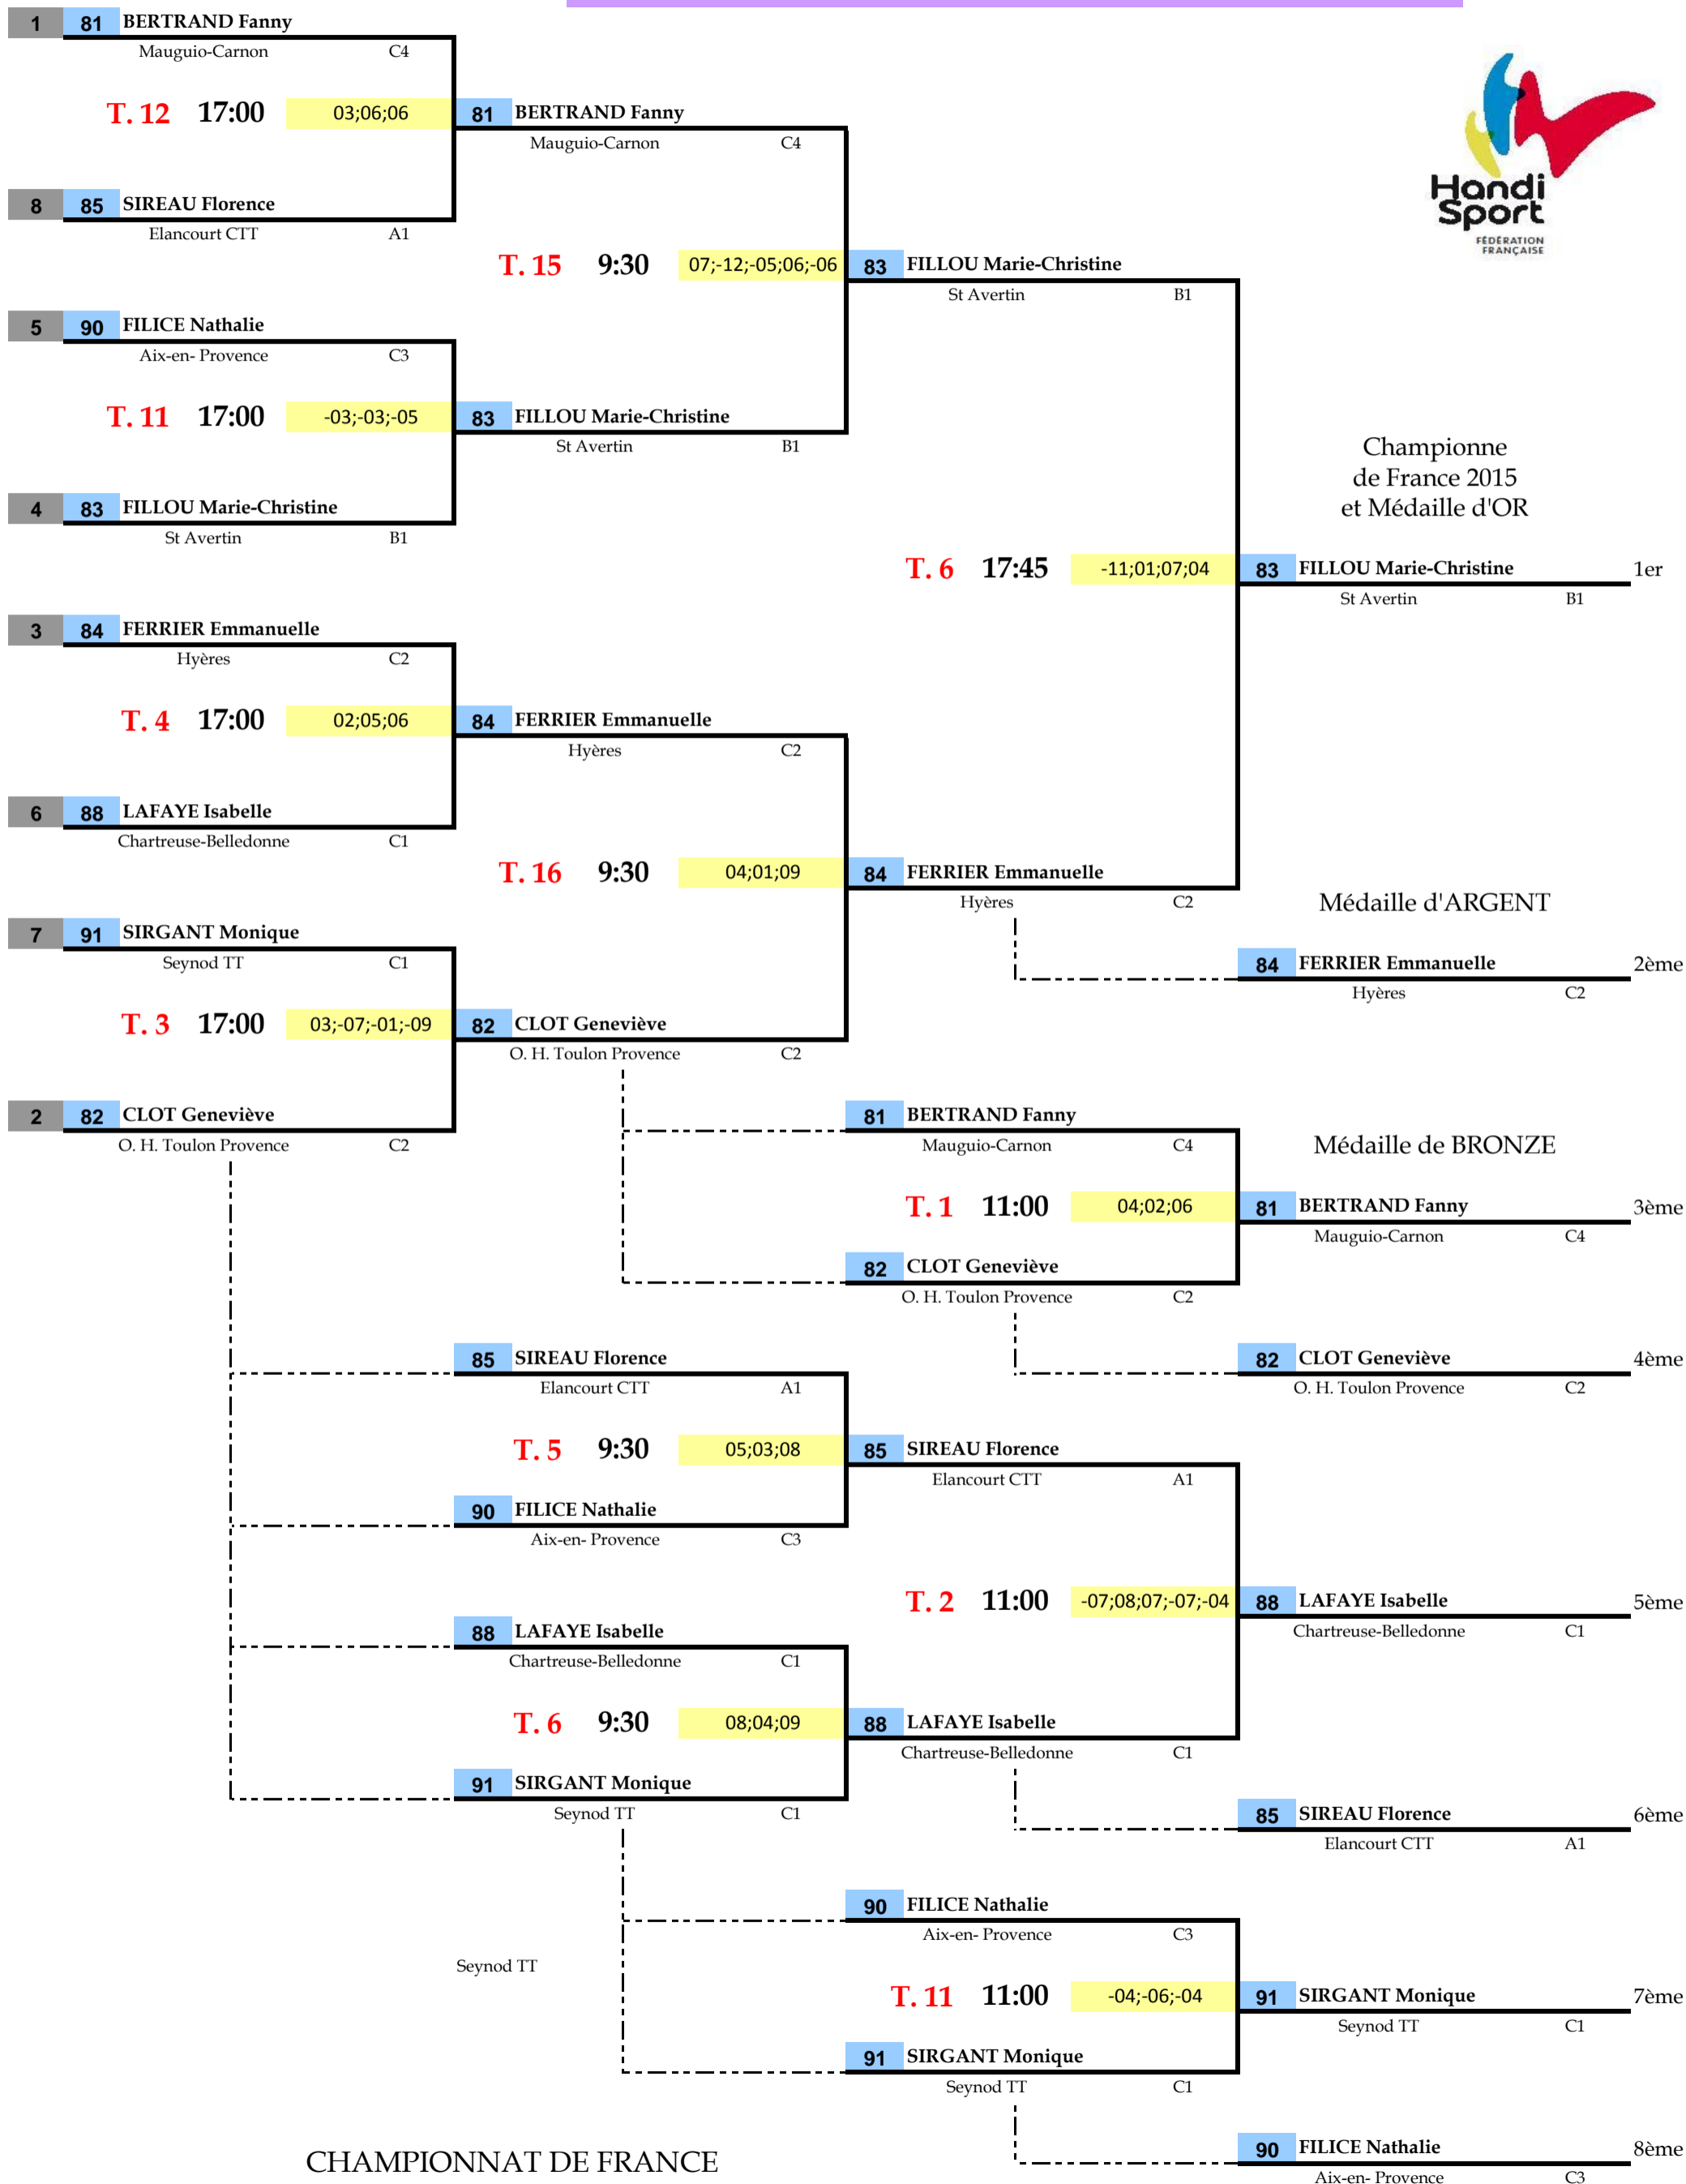 1 81 BERTRAND Fanny
Mauguio-Carnon C4
T. 12 17:00 03;06;06 81 BERTRAND Fanny
Mauguio-Carnon C4
Handi
Sport
FÉDÉRATION
FRANÇAISE
8 85 SIREAU Florence
Elancourt CTT A1
T. 15 9:30 07;-12;-05;06;-06 83 FILLOU Marie-Christine
St Avertin B1
5 90 FILICE Nathalie
Aix-en- Provence C3
T. 11 17:00 -03;-03;-05 83 FILLOU Marie-Christine
St Avertin B1
Championne
de France 2015
et Médaille d'OR
4 83 FILLOU Marie-Christine
St Avertin B1
T. 6 17:45 -11;01;07;04 83 FILLOU Marie-Christine 1er
St Avertin B1
3 84 FERRIER Emmanuelle
Hyères C2
T. 4 17:00 02;05;06 84 FERRIER Emmanuelle
Hyères C2
6 88 LAFAYE Isabelle
Chartreuse-Belledonne C1
T. 16 9:30 04;01;09 84 FERRIER Emmanuelle
Hyères C2
Médaille d'ARGENT
7 91 SIRGANT Monique
Seynod TT C1
84 FERRIER Emmanuelle 2ème
Hyères C2
T. 3 17:00 03;-07;-01;-09 82 CLOT Geneviève
O. H. Toulon Provence C2
2 82 CLOT Geneviève
O. H. Toulon Provence C2
81 BERTRAND Fanny
Mauguio-Carnon C4
Médaille de BRONZE
T. 1 11:00 04;02;06 81 BERTRAND Fanny 3ème
Mauguio-Carnon C4
82 CLOT Geneviève
O. H. Toulon Provence C2
85 SIREAU Florence
Elancourt CTT A1
82 CLOT Geneviève 4ème
O. H. Toulon Provence C2
T. 5 9:30 05;03;08 85 SIREAU Florence
Elancourt CTT A1
90 FILICE Nathalie
Aix-en- Provence C3
T. 2 11:00 -07;08;07;-07;-04 88 LAFAYE Isabelle 5ème
Chartreuse-Belledonne C1
88 LAFAYE Isabelle
Chartreuse-Belledonne C1
T. 6 9:30 08;04;09 88 LAFAYE Isabelle
Chartreuse-Belledonne C1
91 SIRGANT Monique
Seynod TT C1
85 SIREAU Florence 6ème
Elancourt CTT A1
90 FILICE Nathalie
Aix-en- Provence C3
Seynod TT
T. 11 11:00 -04;-06;-04 91 SIRGANT Monique 7ème
Seynod TT C1
91 SIRGANT Monique
Seynod TT C1
90 FILICE Nathalie 8ème
Aix-en- Provence C3
CHAMPIONNAT DE FRANCE